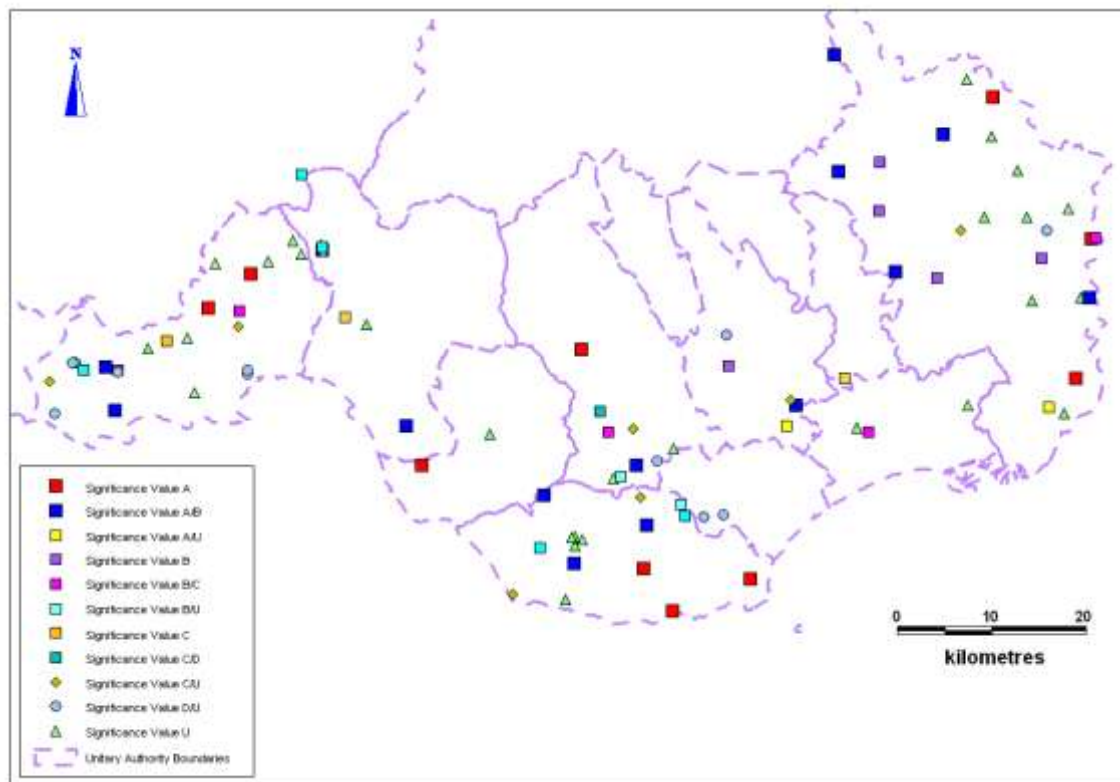 N
Significance Value A
Significance Value A/B
Significance Value A/U
Significance Value B
Significance Value B/C
Significance Value B/U
Significance Value C
Significance Value C/D
Significance Value C/U
Significance Value D/U
Significance Value U
Unitary Authority Boundaries
0 10 20
kilometres